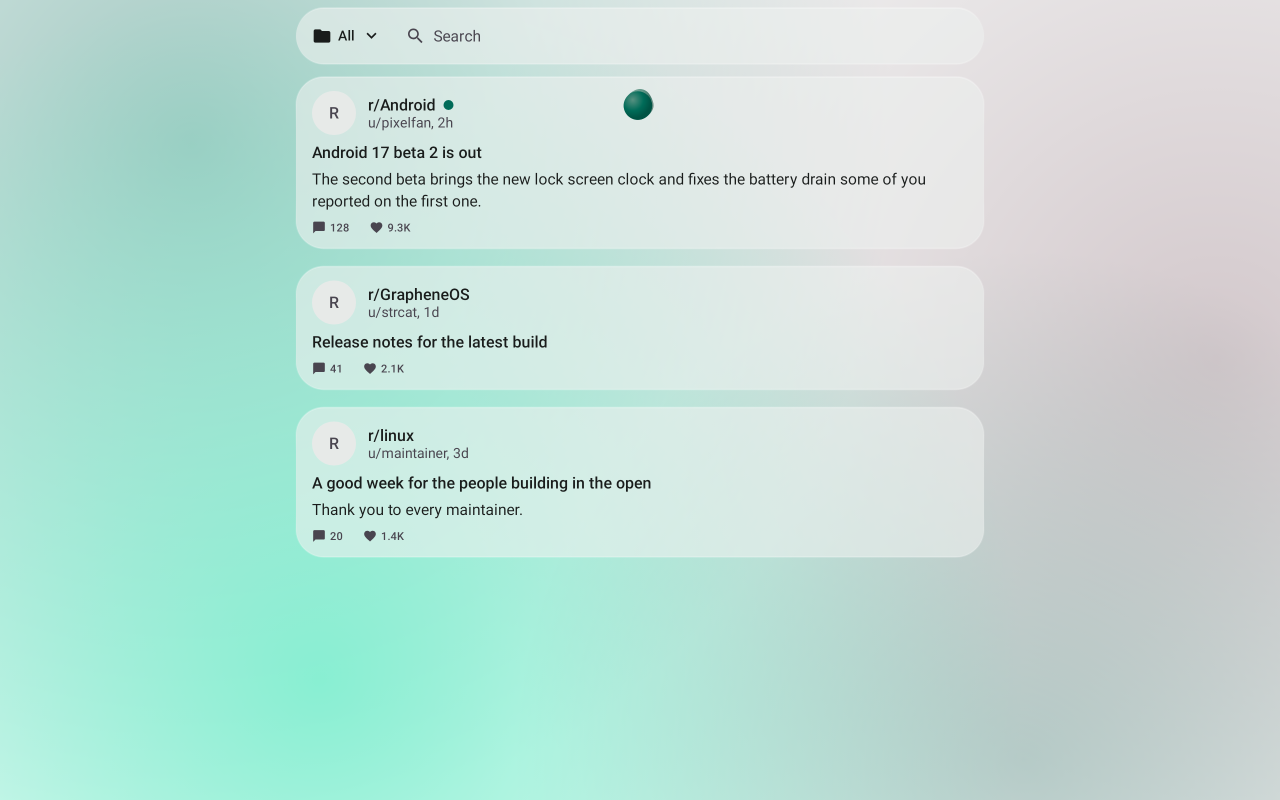 All
Search
R
r/Android
u/pixelfan, 2h
Android 17 beta 2 is out
The second beta brings the new lock screen clock and fixes the battery drain some of you
reported on the first one.
128 9.3K
R
r/GrapheneOS
u/strcat, 1d
Release notes for the latest build
41 2.1K
R
r/linux
u/maintainer, 3d
A good week for the people building in the open
Thank you to every maintainer.
20 1.4K